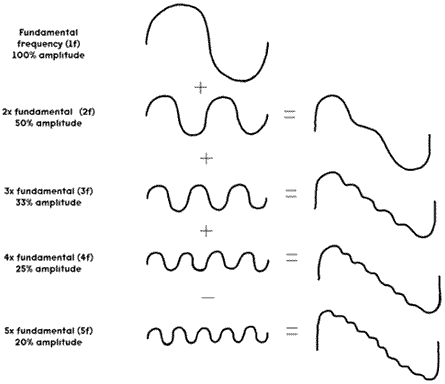 Fundamental
frequency (1f)
100% amplitude
+
2x fundamental (2f)
50% amplitude
=
+
3x fundamental (3f)
33% amplitude
=
+
4x fundamental (4f)
25% amplitude
=
—
5x fundamental (5f)
20% amplitude
=